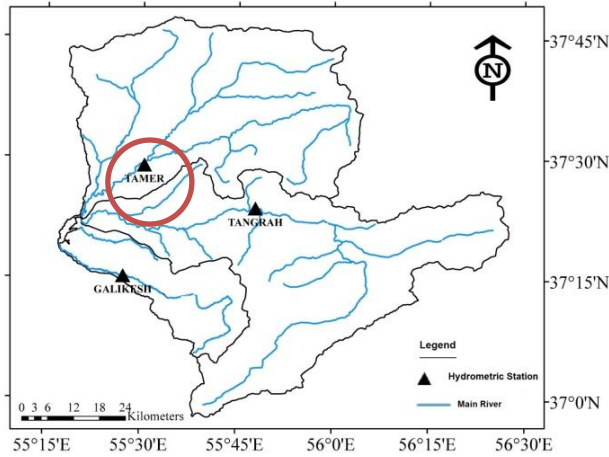 37°45'N
N
37°30'N
TAMER
TANGRAH
37°15'N
GALIKESH
Legend
Hydrometric Station
Main River
0 3 6 12 18 24
Kilometers
37°0'N
55°15'E 55°30'E 55°45'E 56°0'E 56°15'E 56°30'E